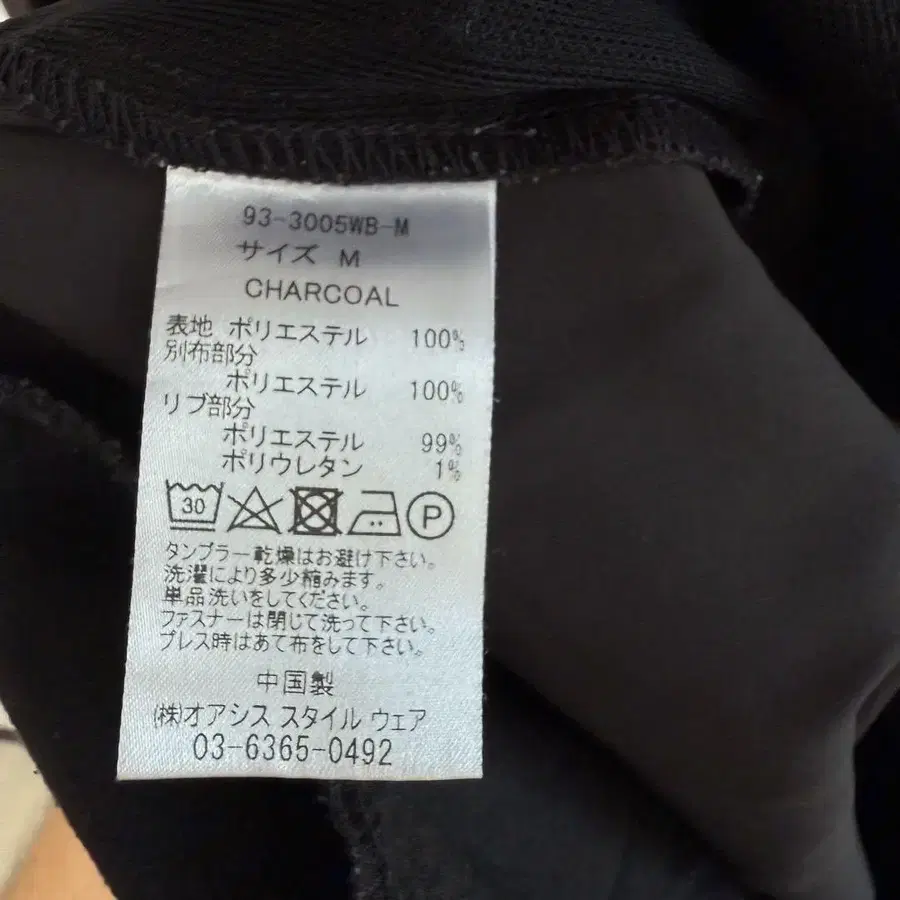 93-3005WB-M
サイズ M
CHARCOAL
表地 ポリエステル 100%
別布部分
ポリエステル 100%
リブ部分
ポリエステル 99%
ポリウレタン 1%
30 P
タンブラー乾燥はお避け下さい。
洗濯により多少縮みます。
単品洗いをしてください。
ファスナーは閉じて洗って下さい。
プレス時はあて布をして下さい。
中国製
(株)オアシス スタイル ウェア
03-6365-0492